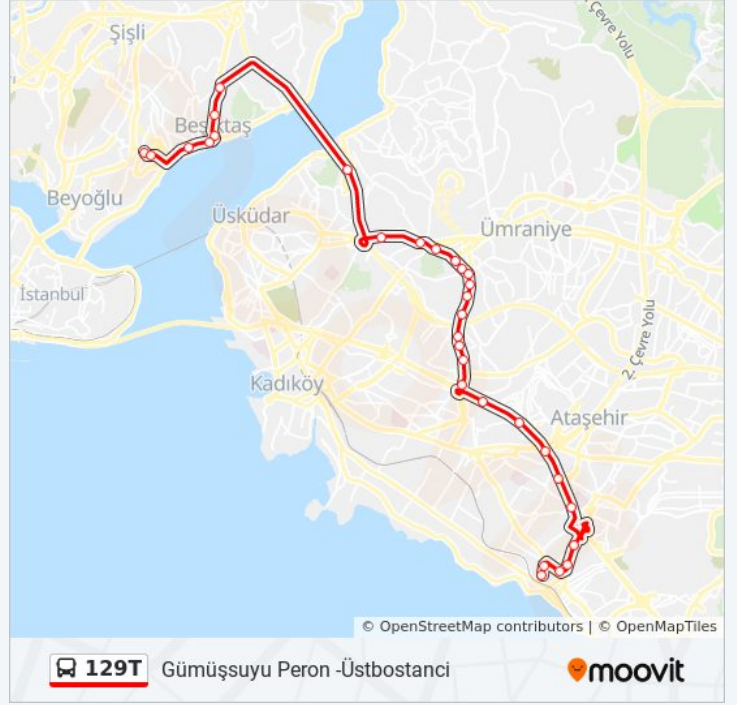 Şişli
. Çevre Yolu
Beşiktaş
Beyoğlu
Üsküdar
Ümraniye
İstanbul
2. Çevre Yolu
Kadıköy
Ataşehir
© OpenStreetMap contributors | © OpenMapTiles
129T Gümüşsuyu Peron -Üstbostanci
moovit